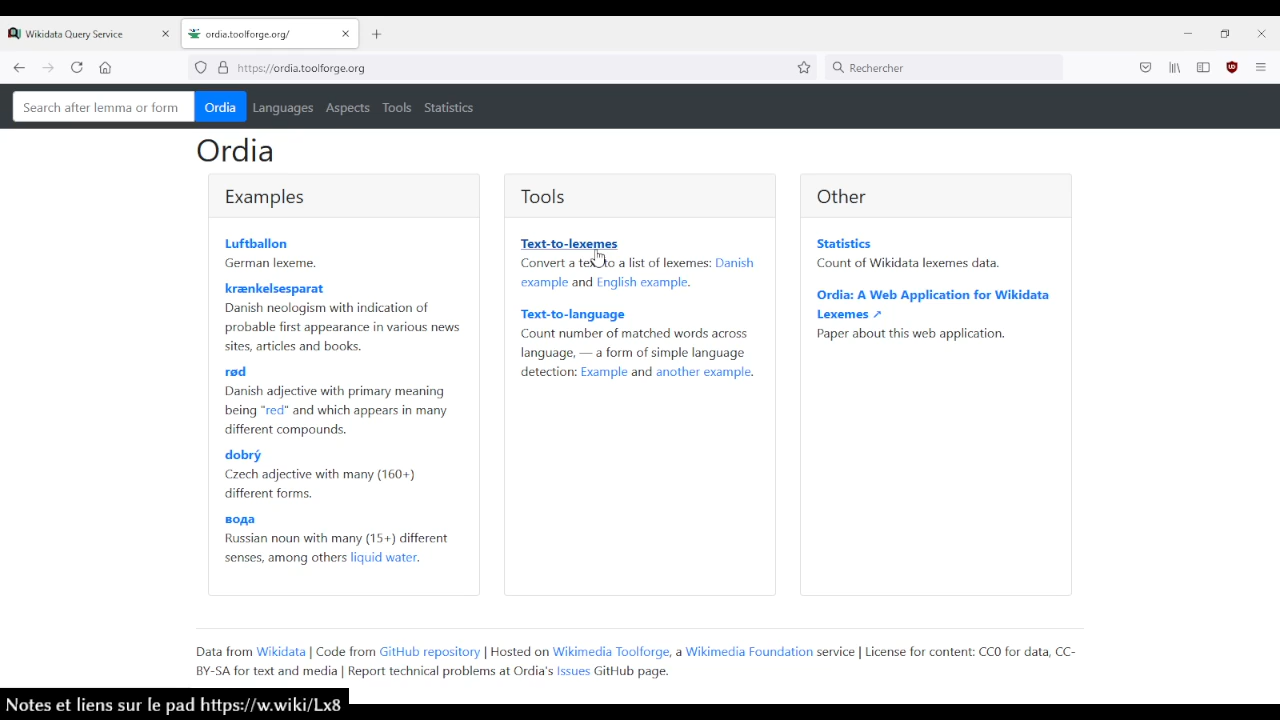 Wikidata Query Service
ordia.toolforge.org/
https://ordia.toolforge.org
Rechercher
Search after lemma or form
Ordia
Languages
Aspects
Tools
Statistics
Ordia
Examples
Luftballon
German lexeme.
krænkelsesparat
Danish neologism with indication of
probable first appearance in various news
sites, articles and books.
rød
Danish adjective with primary meaning
being "red" and which appears in many
different compounds.
dobrý
Czech adjective with many (160+)
different forms.
вода
Russian noun with many (15+) different
senses, among others liquid water.
Tools
Text-to-lexemes
Convert a text to a list of lexemes: Danish
example and English example.
Text-to-language
Count number of matched words across
language, — a form of simple language
detection: Example and another example.
Other
Statistics
Count of Wikidata lexemes data.
Ordia: A Web Application for Wikidata
Lexemes ↗
Paper about this web application.
Data from Wikidata | Code from GitHub repository | Hosted on Wikimedia Toolforge, a Wikimedia Foundation service | License for content: CC0 for data, CC-
BY-SA for text and media | Report technical problems at Ordia's Issues GitHub page.
Notes et liens sur le pad https://w.wiki/Lx8